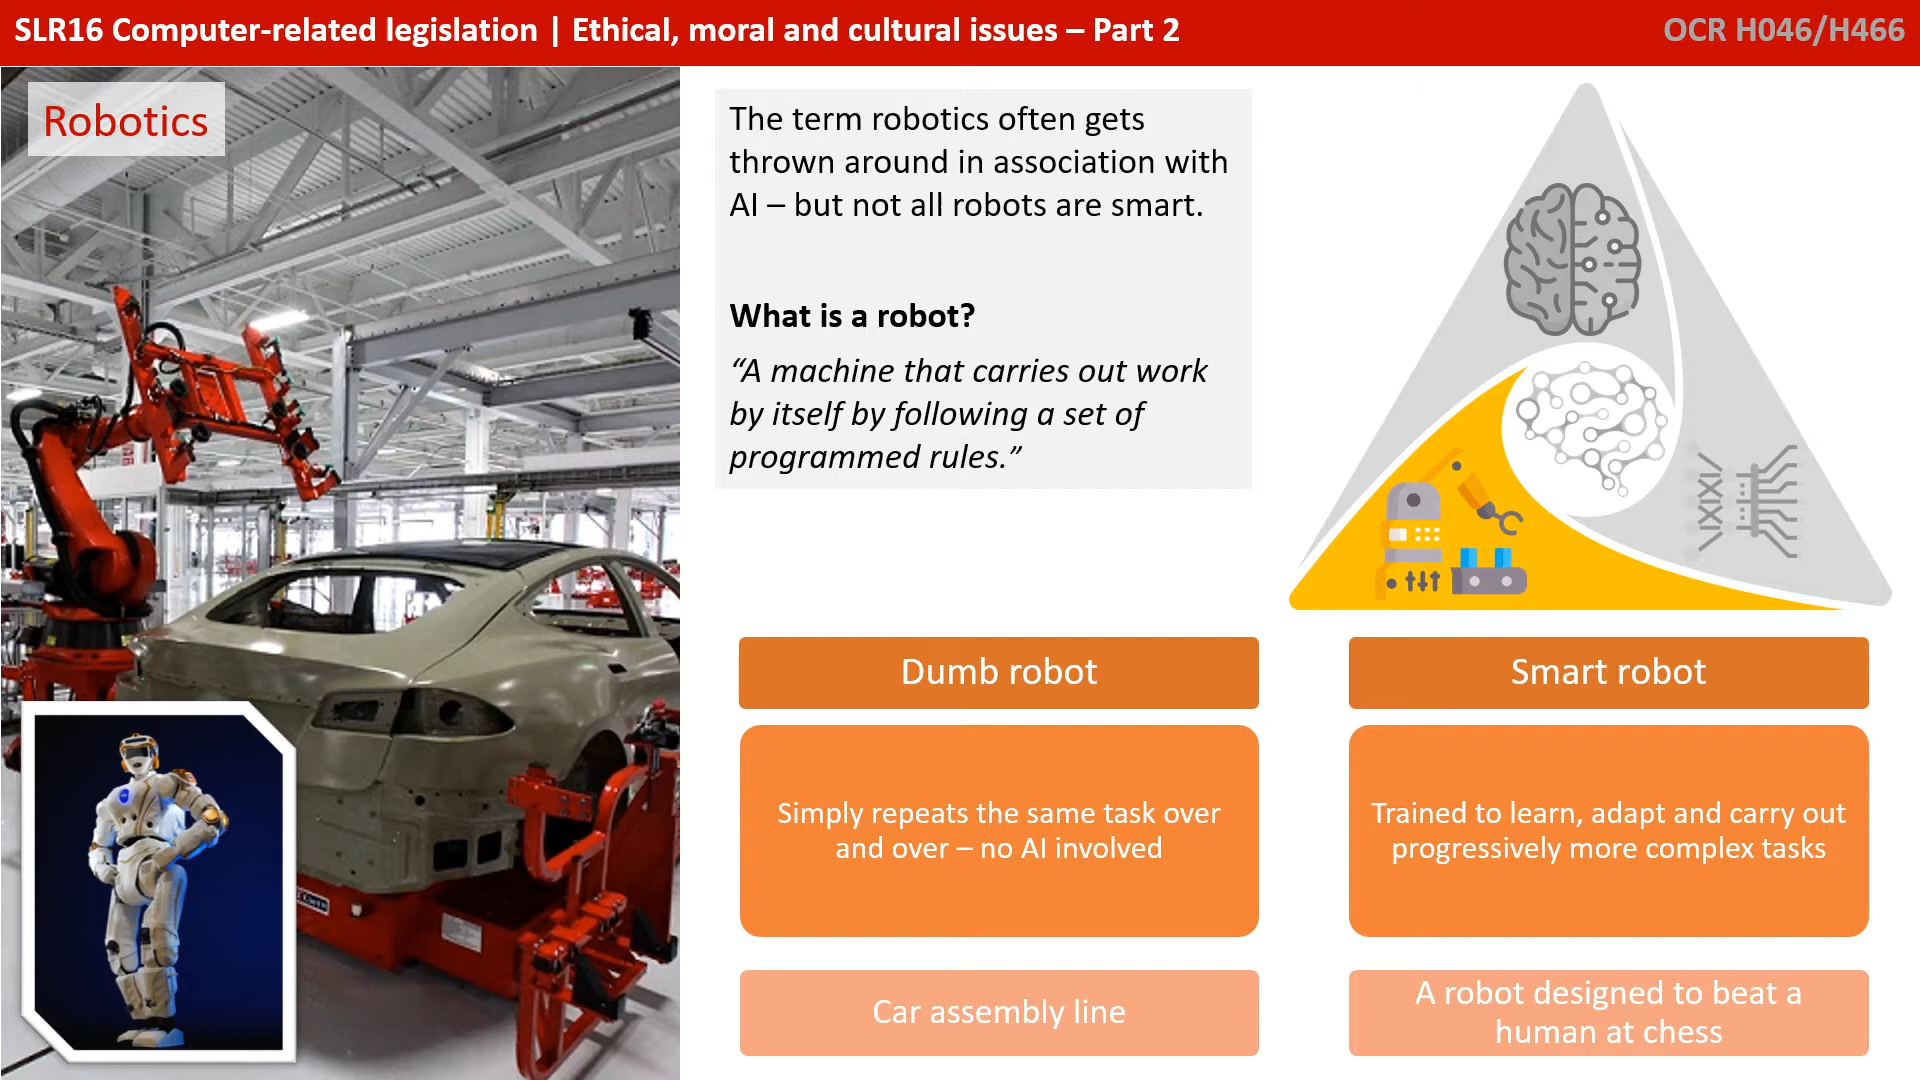 SLR16 Computer-related legislation | Ethical, moral and cultural issues – Part 2
OCR H046/H466
Robotics
The term robotics often gets
thrown around in association with
AI – but not all robots are smart.
What is a robot?
“A machine that carries out work
by itself by following a set of
programmed rules.”
Dumb robot
Simply repeats the same task over
and over – no AI involved
Car assembly line
Smart robot
Trained to learn, adapt and carry out
progressively more complex tasks
A robot designed to beat a
human at chess